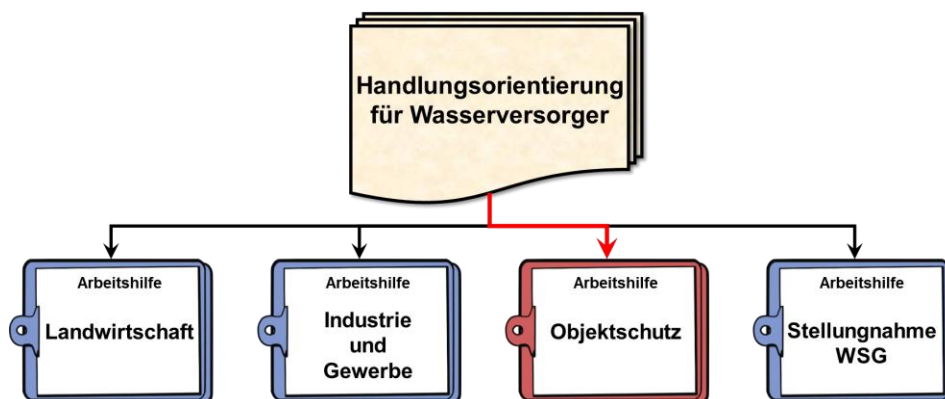 Handlungsorientierung
für Wasserversorger
Arbeitshilfe
Landwirtschaft
Arbeitshilfe
Industrie
und
Gewerbe
Arbeitshilfe
Objektschutz
Arbeitshilfe
Stellungnahme
WSG